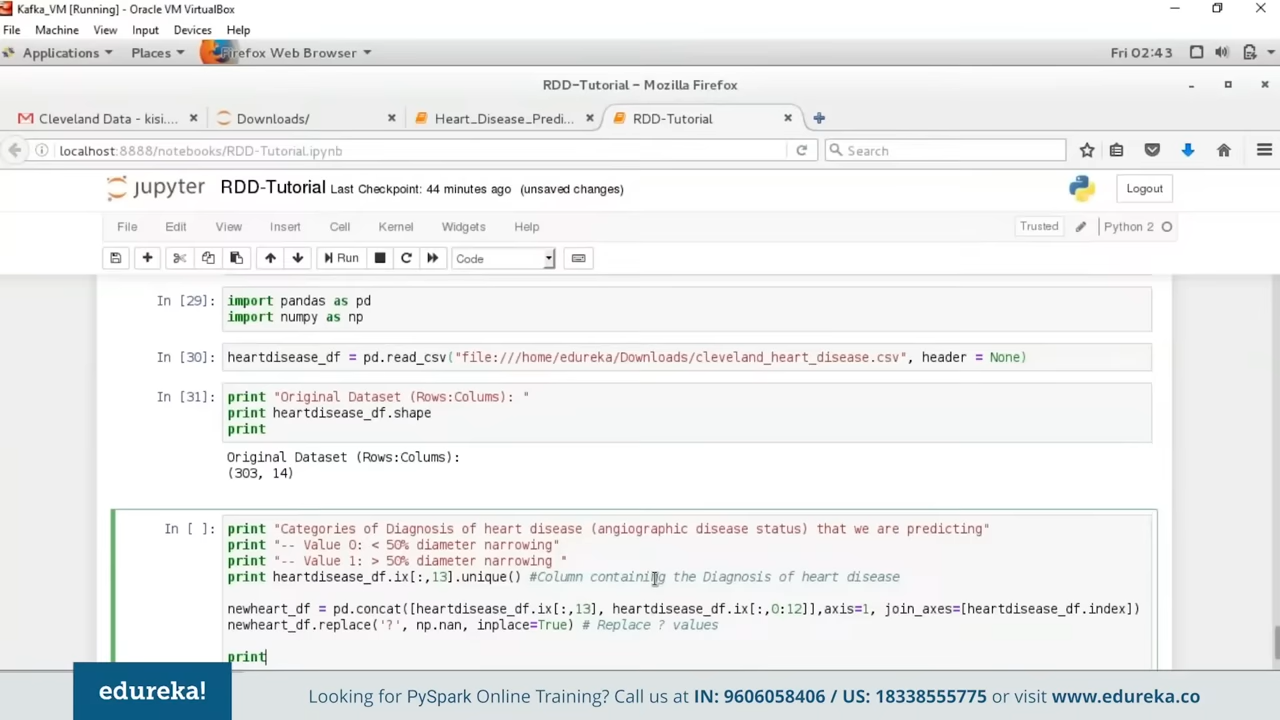 Kafka_VM [Running] - Oracle VM VirtualBox
File Machine View Input Devices Help
Applications Places Firefox Web Browser Fri 02:43
RDD-Tutorial - Mozilla Firefox
Cleveland Data - kisi.... Downloads/ Heart_Disease_Predi... RDD-Tutorial
localhost:8888/notebooks/RDD-Tutorial.ipynb Search
jupyter RDD-Tutorial Last Checkpoint: 44 minutes ago (unsaved changes) Logout
File Edit View Insert Cell Kernel Widgets Help Trusted Python 2
Run Code
In [29]: import pandas as pd
import numpy as np
In [30]: heartdisease_df = pd.read_csv("file:///home/edureka/Downloads/cleveland_heart_disease.csv", header = None)
In [31]: print "Original Dataset (Rows:Colums): "
print heartdisease_df.shape
print
Original Dataset (Rows:Colums):
(303, 14)
In [ ]: print "Categories of Diagnosis of heart disease (angiographic disease status) that we are predicting"
print "-- Value 0: < 50% diameter narrowing"
print "-- Value 1: > 50% diameter narrowing "
print heartdisease_df.ix[:,13].unique() #Column containing the Diagnosis of heart disease
newheart_df = pd.concat([heartdisease_df.ix[:,13], heartdisease_df.ix[:,0:12]],axis=1, join_axes=[heartdisease_df.index])
newheart_df.replace('?', np.nan, inplace=True) # Replace ? values
print
edureka! Looking for PySpark Online Training? Call us at IN: 9606058406 / US: 18338555775 or visit www.edureka.co